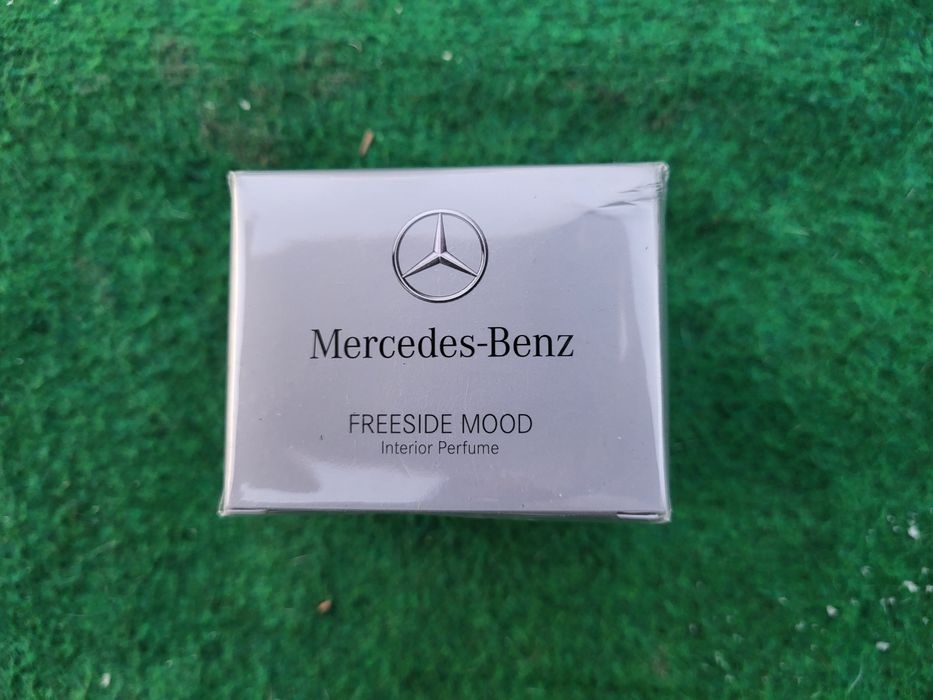 Mercedes-Benz
FREESIDE MOOD
Interior Perfume